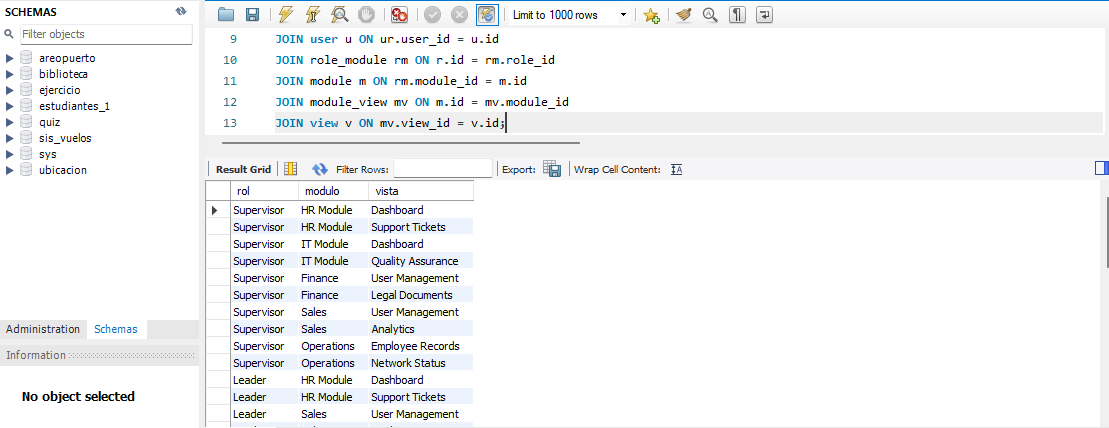 SCHEMAS
Filter objects
areopuerto
biblioteca
ejercicio
estudiantes_1
quiz
sis_vuelos
sys
ubicacion
Administration Schemas
Information
No object selected
Limit to 1000 rows
9 JOIN user u ON ur.user_id = u.id
10 JOIN role_module rm ON r.id = rm.role_id
11 JOIN module m ON rm.module_id = m.id
12 JOIN module_view mv ON m.id = mv.module_id
13 JOIN view v ON mv.view_id = v.id;
Result Grid Filter Rows: Export: Wrap Cell Content: IA
rol modulo vista
Supervisor HR Module Dashboard
Supervisor HR Module Support Tickets
Supervisor IT Module Dashboard
Supervisor IT Module Quality Assurance
Supervisor Finance User Management
Supervisor Finance Legal Documents
Supervisor Sales User Management
Supervisor Sales Analytics
Supervisor Operations Employee Records
Supervisor Operations Network Status
Leader HR Module Dashboard
Leader HR Module Support Tickets
Leader Sales User Management